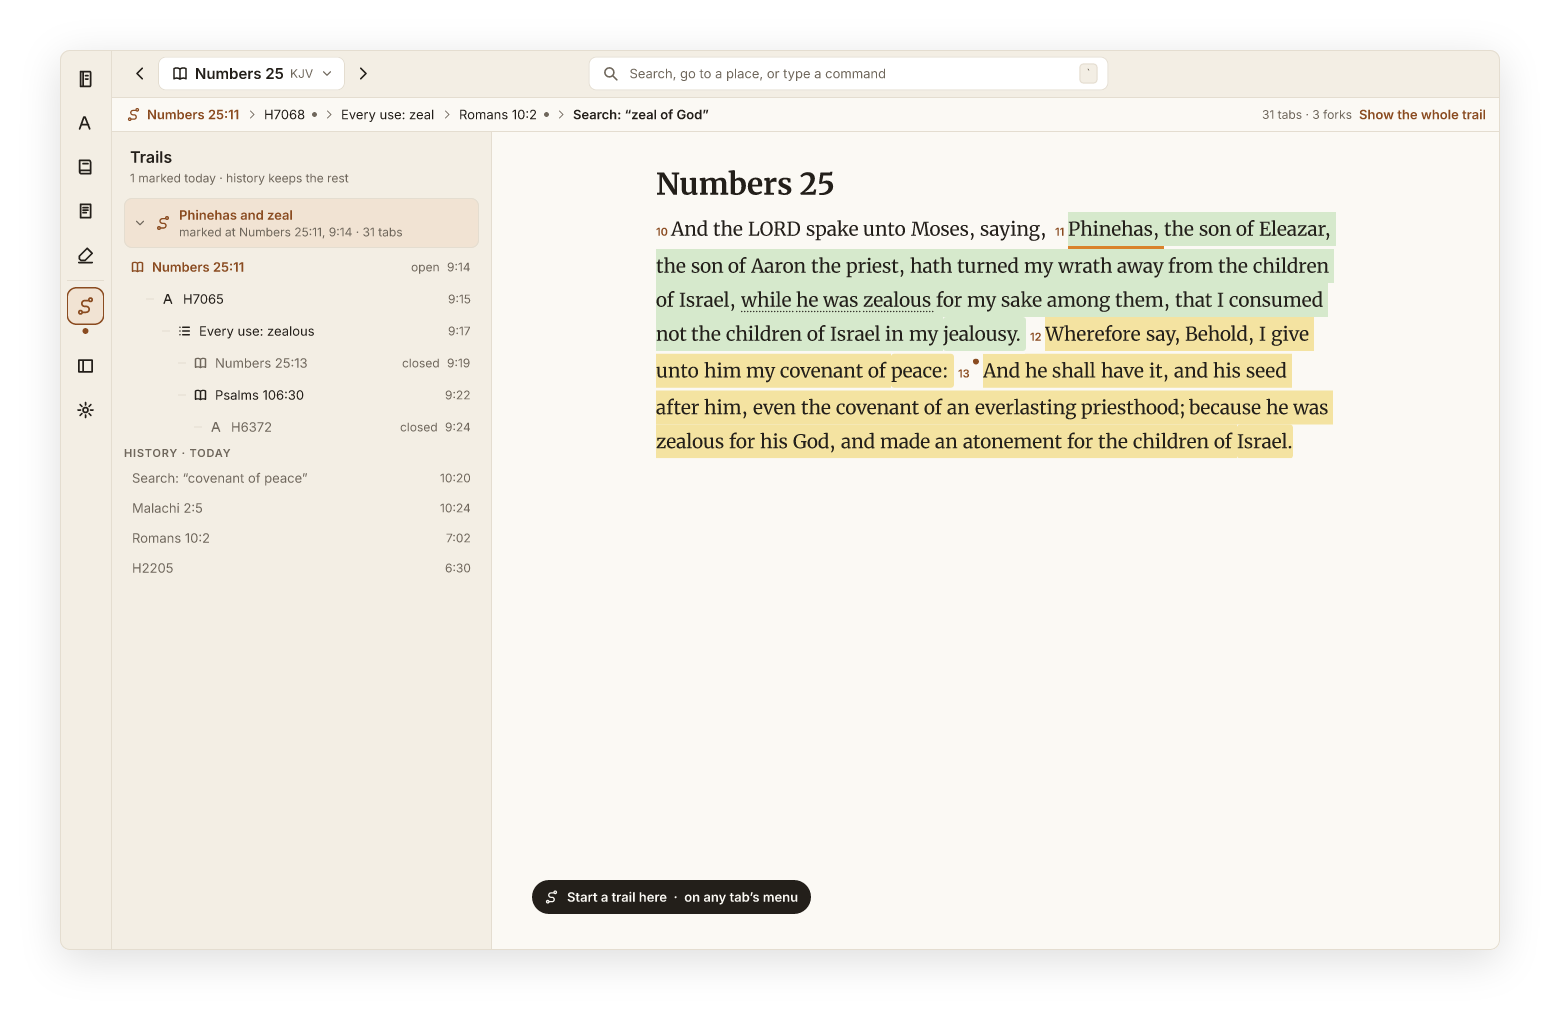 Numbers 25 KJV
Search, go to a place, or type a command
Numbers 25:11 > H7068 • > Every use: zeal > Romans 10:2 • > Search: “zeal of God”
31 tabs · 3 forks Show the whole trail
Trails
1 marked today · history keeps the rest
Phinehas and zeal
marked at Numbers 25:11, 9:14 · 31 tabs
Numbers 25:11 open 9:14
H7065 9:15
Every use: zealous 9:17
Numbers 25:13 closed 9:19
Psalms 106:30 9:22
H6372 closed 9:24
HISTORY · TODAY
Search: “covenant of peace” 10:20
Malachi 2:5 10:24
Romans 10:2 7:02
H2205 6:30
Numbers 25
10 And the LORD spake unto Moses, saying, 11 Phinehas, the son of Eleazar,
the son of Aaron the priest, hath turned my wrath away from the children
of Israel, while he was zealous for my sake among them, that I consumed
not the children of Israel in my jealousy. 12 Wherefore say, Behold, I give
unto him my covenant of peace: 13 And he shall have it, and his seed
after him, even the covenant of an everlasting priesthood; because he was
zealous for his God, and made an atonement for the children of Israel.
Start a trail here · on any tab’s menu